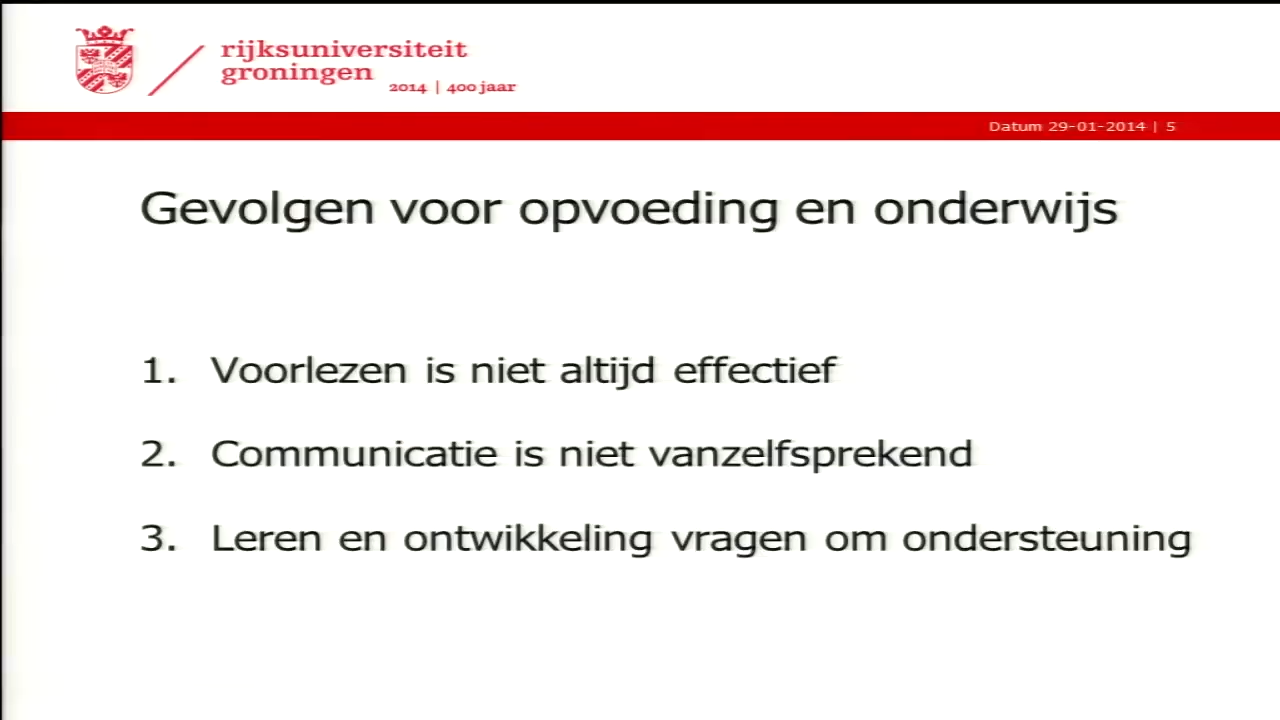 rijksuniversiteit
groningen
2014 | 400 jaar
Datum 29-01-2014 | 5
Gevolgen voor opvoeding en onderwijs
1. Voorlezen is niet altijd effectief
2. Communicatie is niet vanzelfsprekend
3. Leren en ontwikkeling vragen om ondersteuning